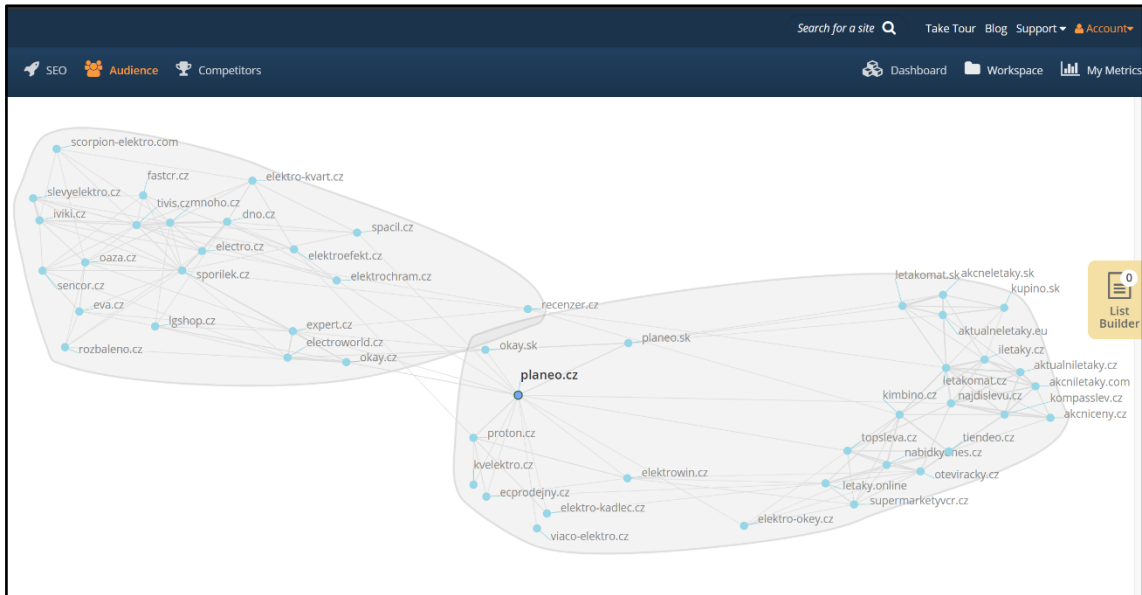 Search for a site Take Tour Blog Support Account
SEO Audience Competitors Dashboard Workspace My Metrics
scorpion-elektro.com
fastcr.cz
elektro-kvart.cz
slevyelektro.cz
tivis.cz
mnoho.cz
iviki.cz
dno.cz
spacil.cz
electro.cz
elektroefekt.cz
oaza.cz
sporilek.cz
elektrochram.cz
sencor.cz
eva.cz
lgshop.cz
expert.cz
electroworld.cz
rozbaleno.cz
okay.cz
recenzer.cz
okay.sk
planeo.sk
planeo.cz
letakomat.sk
akcneletaky.sk
kupino.sk
0
List
Builder
aktualneletaky.eu
iletaky.cz
aktualniletaky.cz
letakomat.cz
akcniletaky.com
kimbino.cz
najdislevu.cz
kompasslev.cz
akcniceny.cz
proton.cz
topsleva.cz
tiendeo.cz
kvelektro.cz
elektrowin.cz
oteviracky.cz
ecprodejny.cz
letaky.online
elektro-kadlec.cz
supermarketyvcr.cz
elektro-okey.cz
viaco-elektro.cz